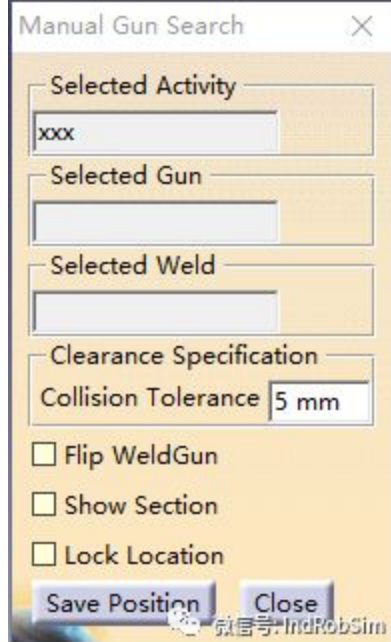 Manual Gun Search
Selected Activity
xxx
Selected Gun
Selected Weld
Clearance Specification
Collision Tolerance 5 mm
Flip WeldGun
Show Section
Lock Location
Save Position Close
微信号: IndRobSim